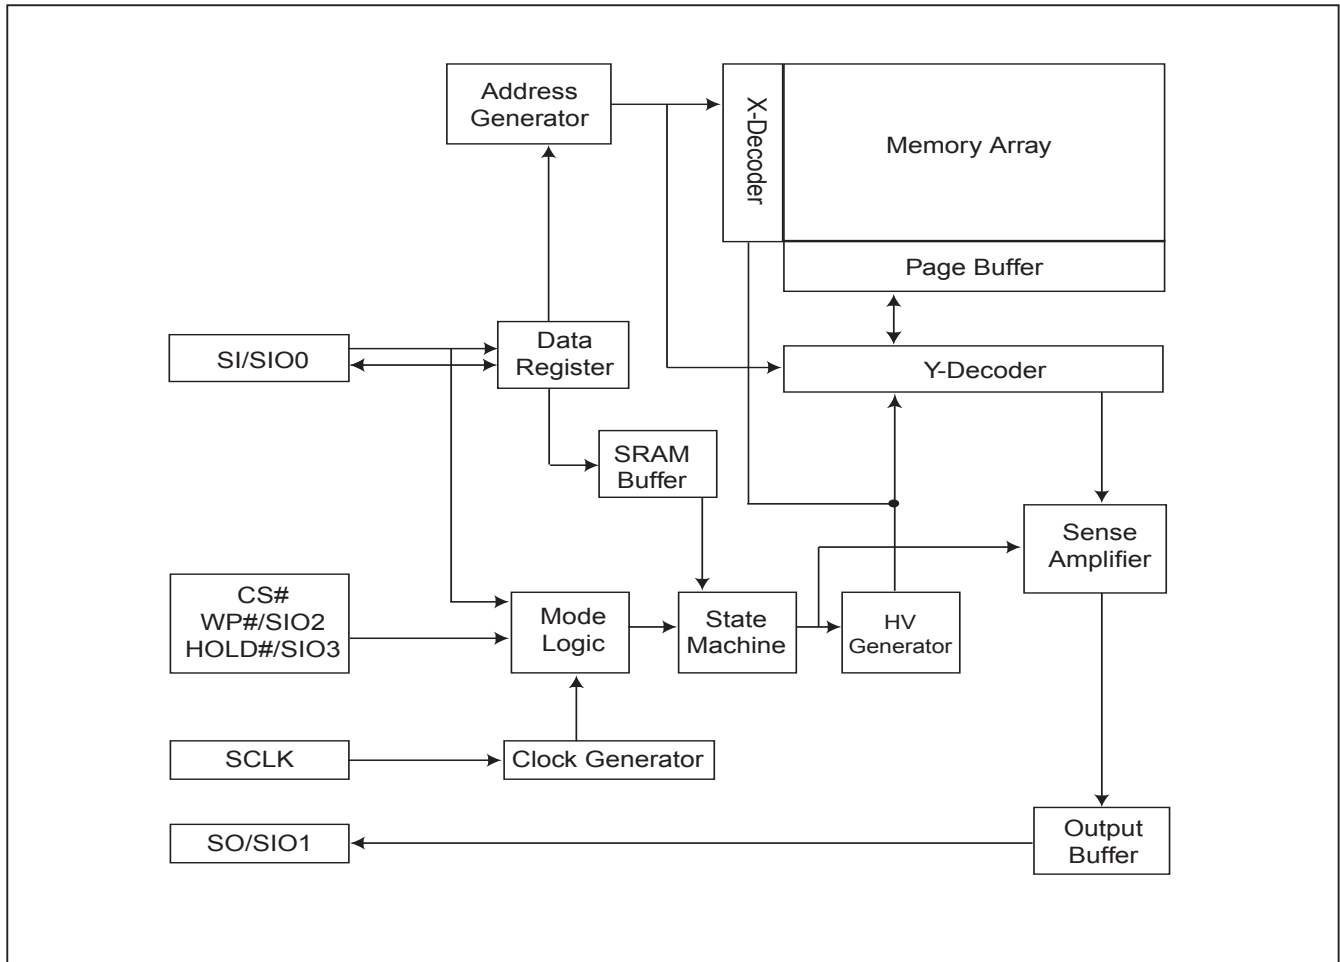 Address
Generator
X-Decoder
Memory Array
Page Buffer
SI/SIO0
Data
Register
Y-Decoder
SRAM
Buffer
Sense
Amplifier
CS#
WP#/SIO2
HOLD#/SIO3
Mode
Logic
State
Machine
HV
Generator
SCLK
Clock Generator
SO/SIO1
Output
Buffer